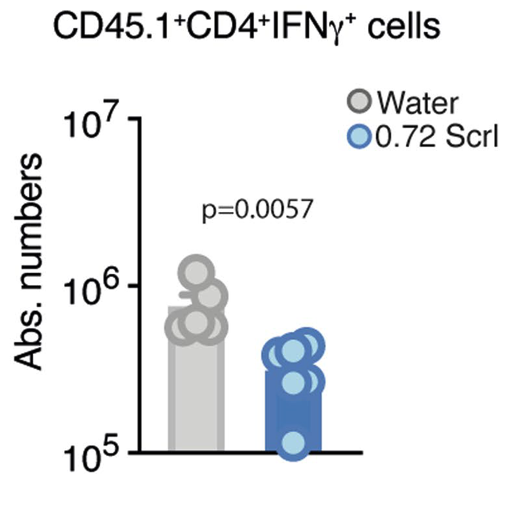 CD45.1⁺CD4⁺IFNγ⁺ cells
Water
0.72 Scrl
10⁷
p=0.0057
10⁶
Abs. numbers
10⁵